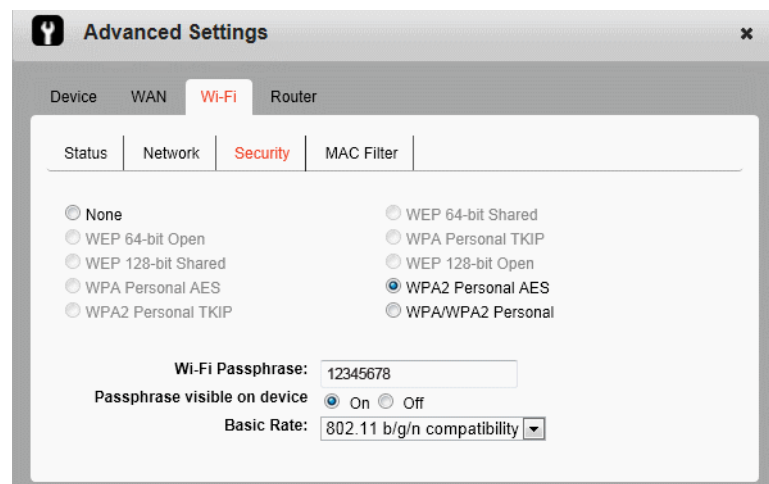 Advanced Settings
Device WAN Wi-Fi Router
Status Network Security MAC Filter
None WEP 64-bit Shared
WEP 64-bit Open WPA Personal TKIP
WEP 128-bit Shared WEP 128-bit Open
WPA Personal AES WPA2 Personal AES
WPA2 Personal TKIP WPA/WPA2 Personal
Wi-Fi Passphrase: 12345678
Passphrase visible on device On Off
Basic Rate: 802.11 b/g/n compatibility